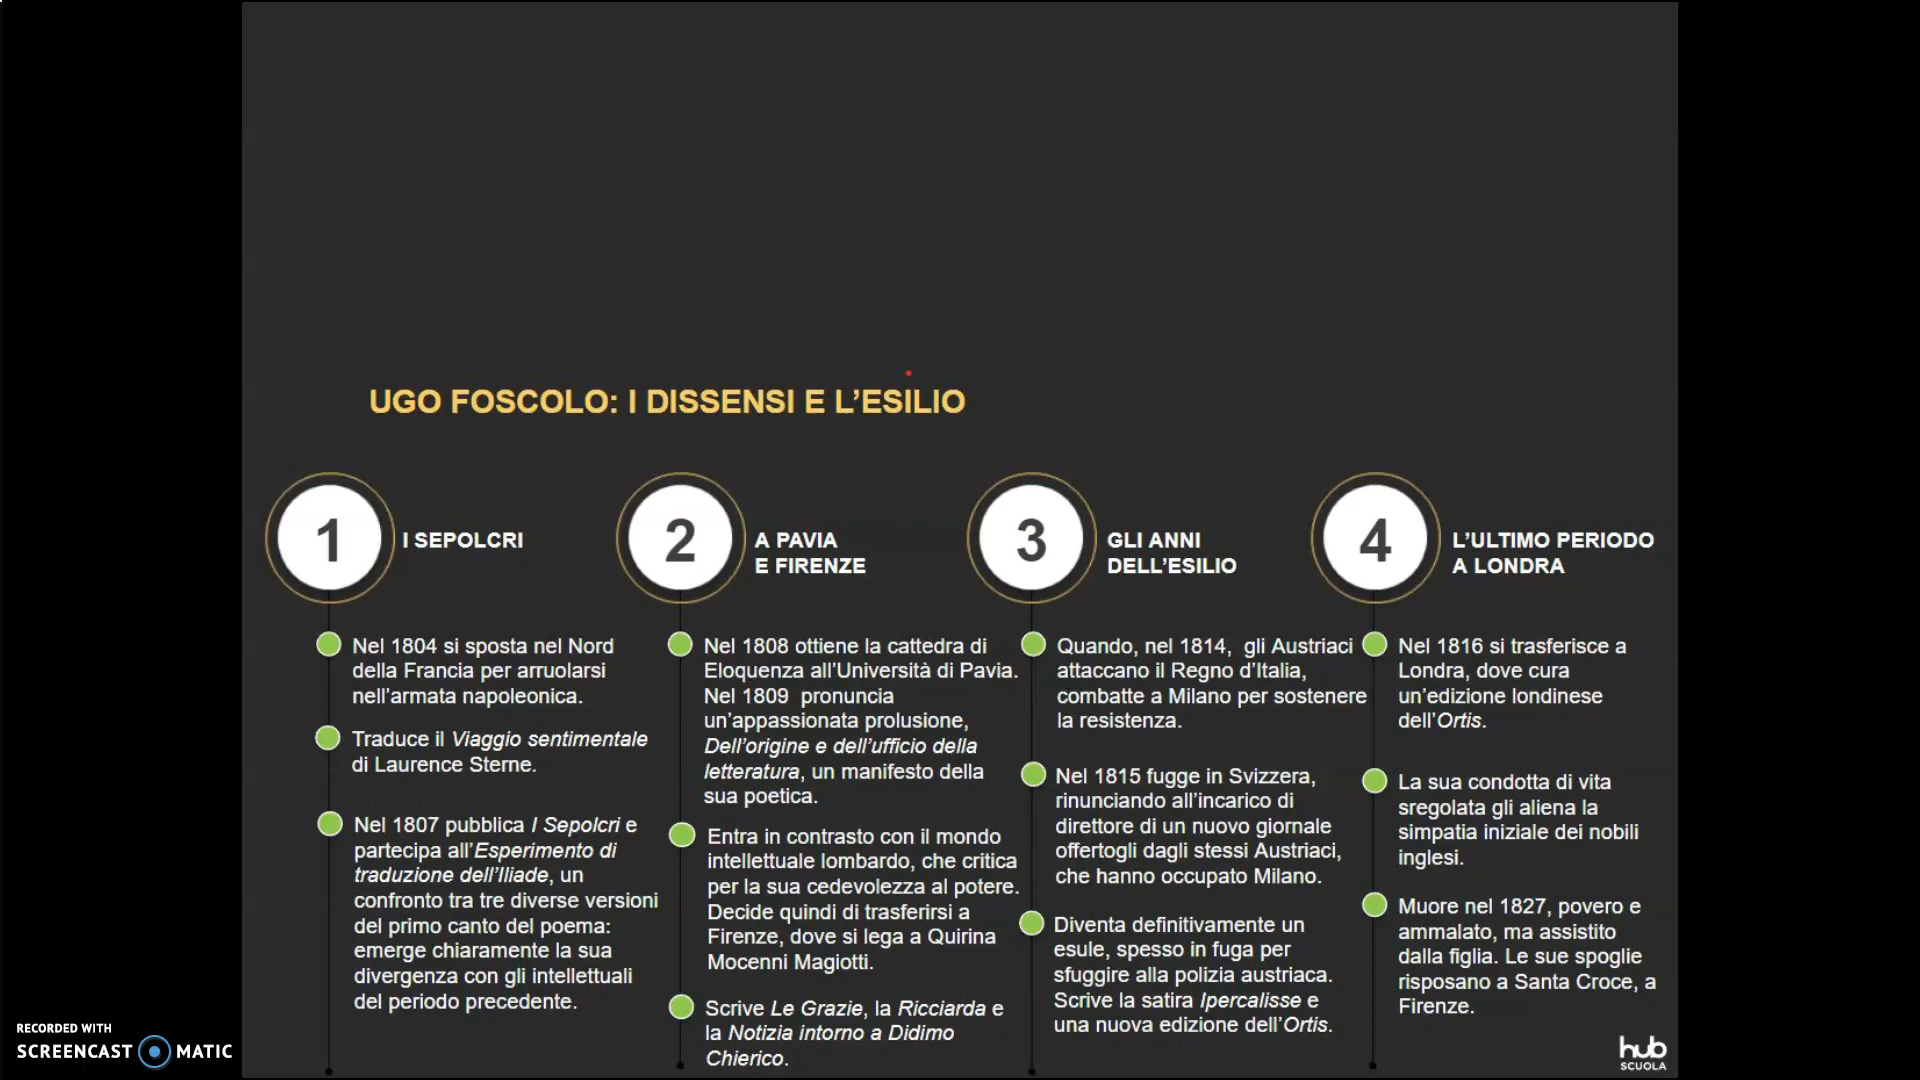 UGO FOSCOLO: I DISSENSI E L’ESILIO
1
I SEPOLCRI
Nel 1804 si sposta nel Nord
della Francia per arruolarsi
nell’armata napoleonica.
Traduce il Viaggio sentimentale
di Laurence Sterne.
Nel 1807 pubblica I Sepolcri e
partecipa all’Esperimento di
traduzione dell’Iliade, un
confronto tra tre diverse versioni
del primo canto del poema:
emerge chiaramente la sua
divergenza con gli intellettuali
del periodo precedente.
2
A PAVIA
E FIRENZE
Nel 1808 ottiene la cattedra di
Eloquenza all’Università di Pavia.
Nel 1809 pronuncia
un’appassionata prolusione,
Dell’origine e dell’ufficio della
letteratura, un manifesto della
sua poetica.
Entra in contrasto con il mondo
intellettuale lombardo, che critica
per la sua cedevolezza al potere.
Decide quindi di trasferirsi a
Firenze, dove si lega a Quirina
Mocenni Magiotti.
Scrive Le Grazie, la Ricciarda e
la Notizia intorno a Didimo
Chierico.
3
GLI ANNI
DELL’ESILIO
Quando, nel 1814, gli Austriaci
attaccano il Regno d’Italia,
combatte a Milano per sostenere
la resistenza.
Nel 1815 fugge in Svizzera,
rinunciando all’incarico di
direttore di un nuovo giornale
offertogli dagli stessi Austriaci,
che hanno occupato Milano.
Diventa definitivamente un
esule, spesso in fuga per
sfuggire alla polizia austriaca.
Scrive la satira Ipercalisse e
una nuova edizione dell’Ortis.
4
L’ULTIMO PERIODO
A LONDRA
Nel 1816 si trasferisce a
Londra, dove cura
un’edizione londinese
dell’Ortis.
La sua condotta di vita
sregolata gli aliena la
simpatia iniziale dei nobili
inglesi.
Muore nel 1827, povero e
ammalato, ma assistito
dalla figlia. Le sue spoglie
risposano a Santa Croce, a
Firenze.
RECORDED WITH
SCREENCAST MATIC
hub
SCUOLA